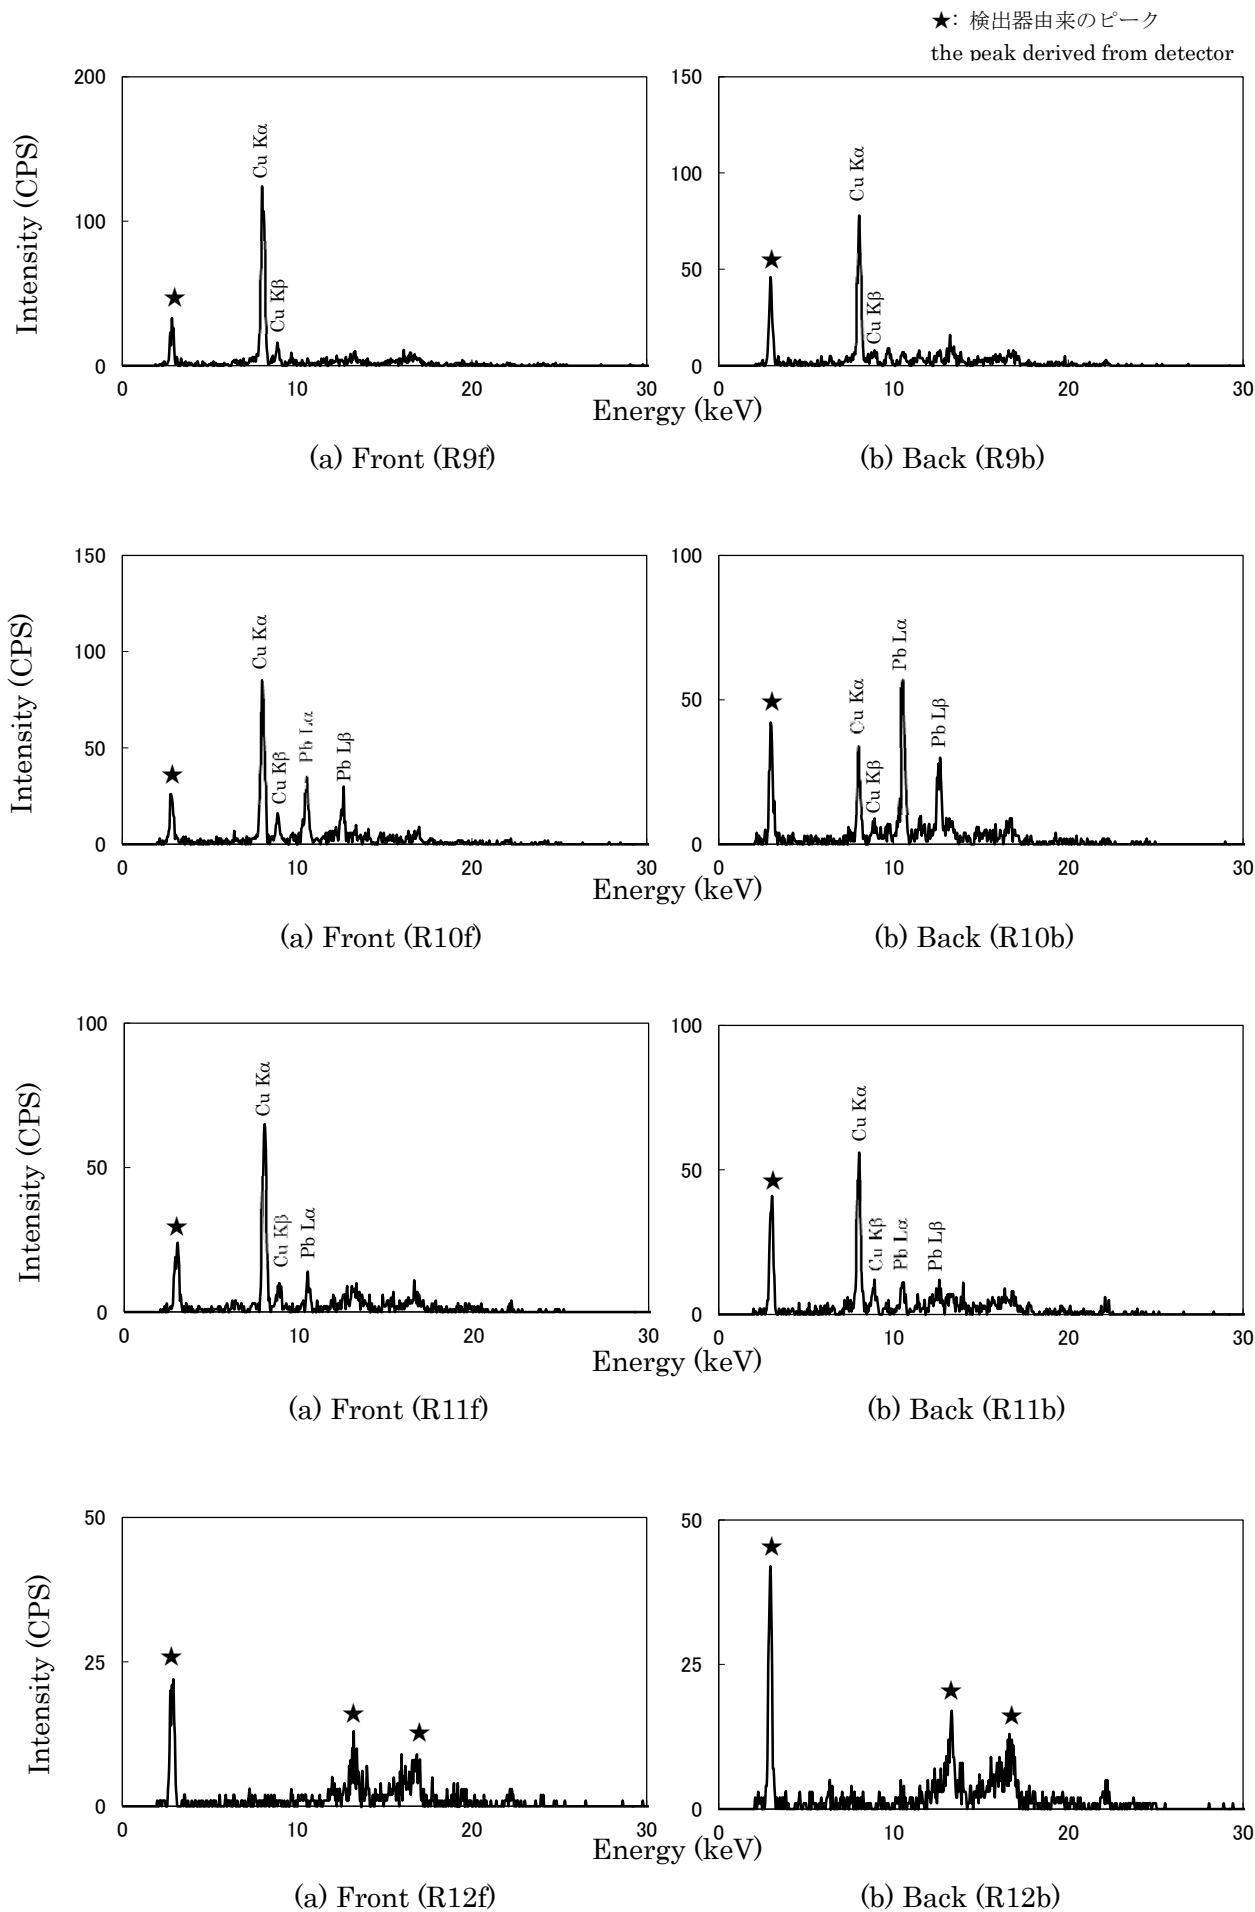 ★: 検出器由来のピーク
the peak derived from detector
200
100
0
0 10 20 30
Intensity (CPS)
★
Cu Kα
Cu Kβ
150
100
50
0
0 10 20 30
★
Cu Kα
Cu Kβ
Energy (keV)
(a) Front (R9f)
(b) Back (R9b)
150
100
50
0
0 10 20 30
Intensity (CPS)
★
Cu Kα
Cu Kβ
Pb Lα
Pb Lβ
100
50
0
0 10 20 30
★
Cu Kα
Cu Kβ
Pb Lα
Pb Lβ
Energy (keV)
(a) Front (R10f)
(b) Back (R10b)
100
50
0
0 10 20 30
Intensity (CPS)
★
Cu Kα
Cu Kβ
Pb Lα
100
50
0
0 10 20 30
★
Cu Kα
Cu Kβ
Pb Lα
Pb Lβ
Energy (keV)
(a) Front (R11f)
(b) Back (R11b)
50
25
0
0 10 20 30
Intensity (CPS)
★
★
★
50
25
0
0 10 20 30
★
★
★
Energy (keV)
(a) Front (R12f)
(b) Back (R12b)